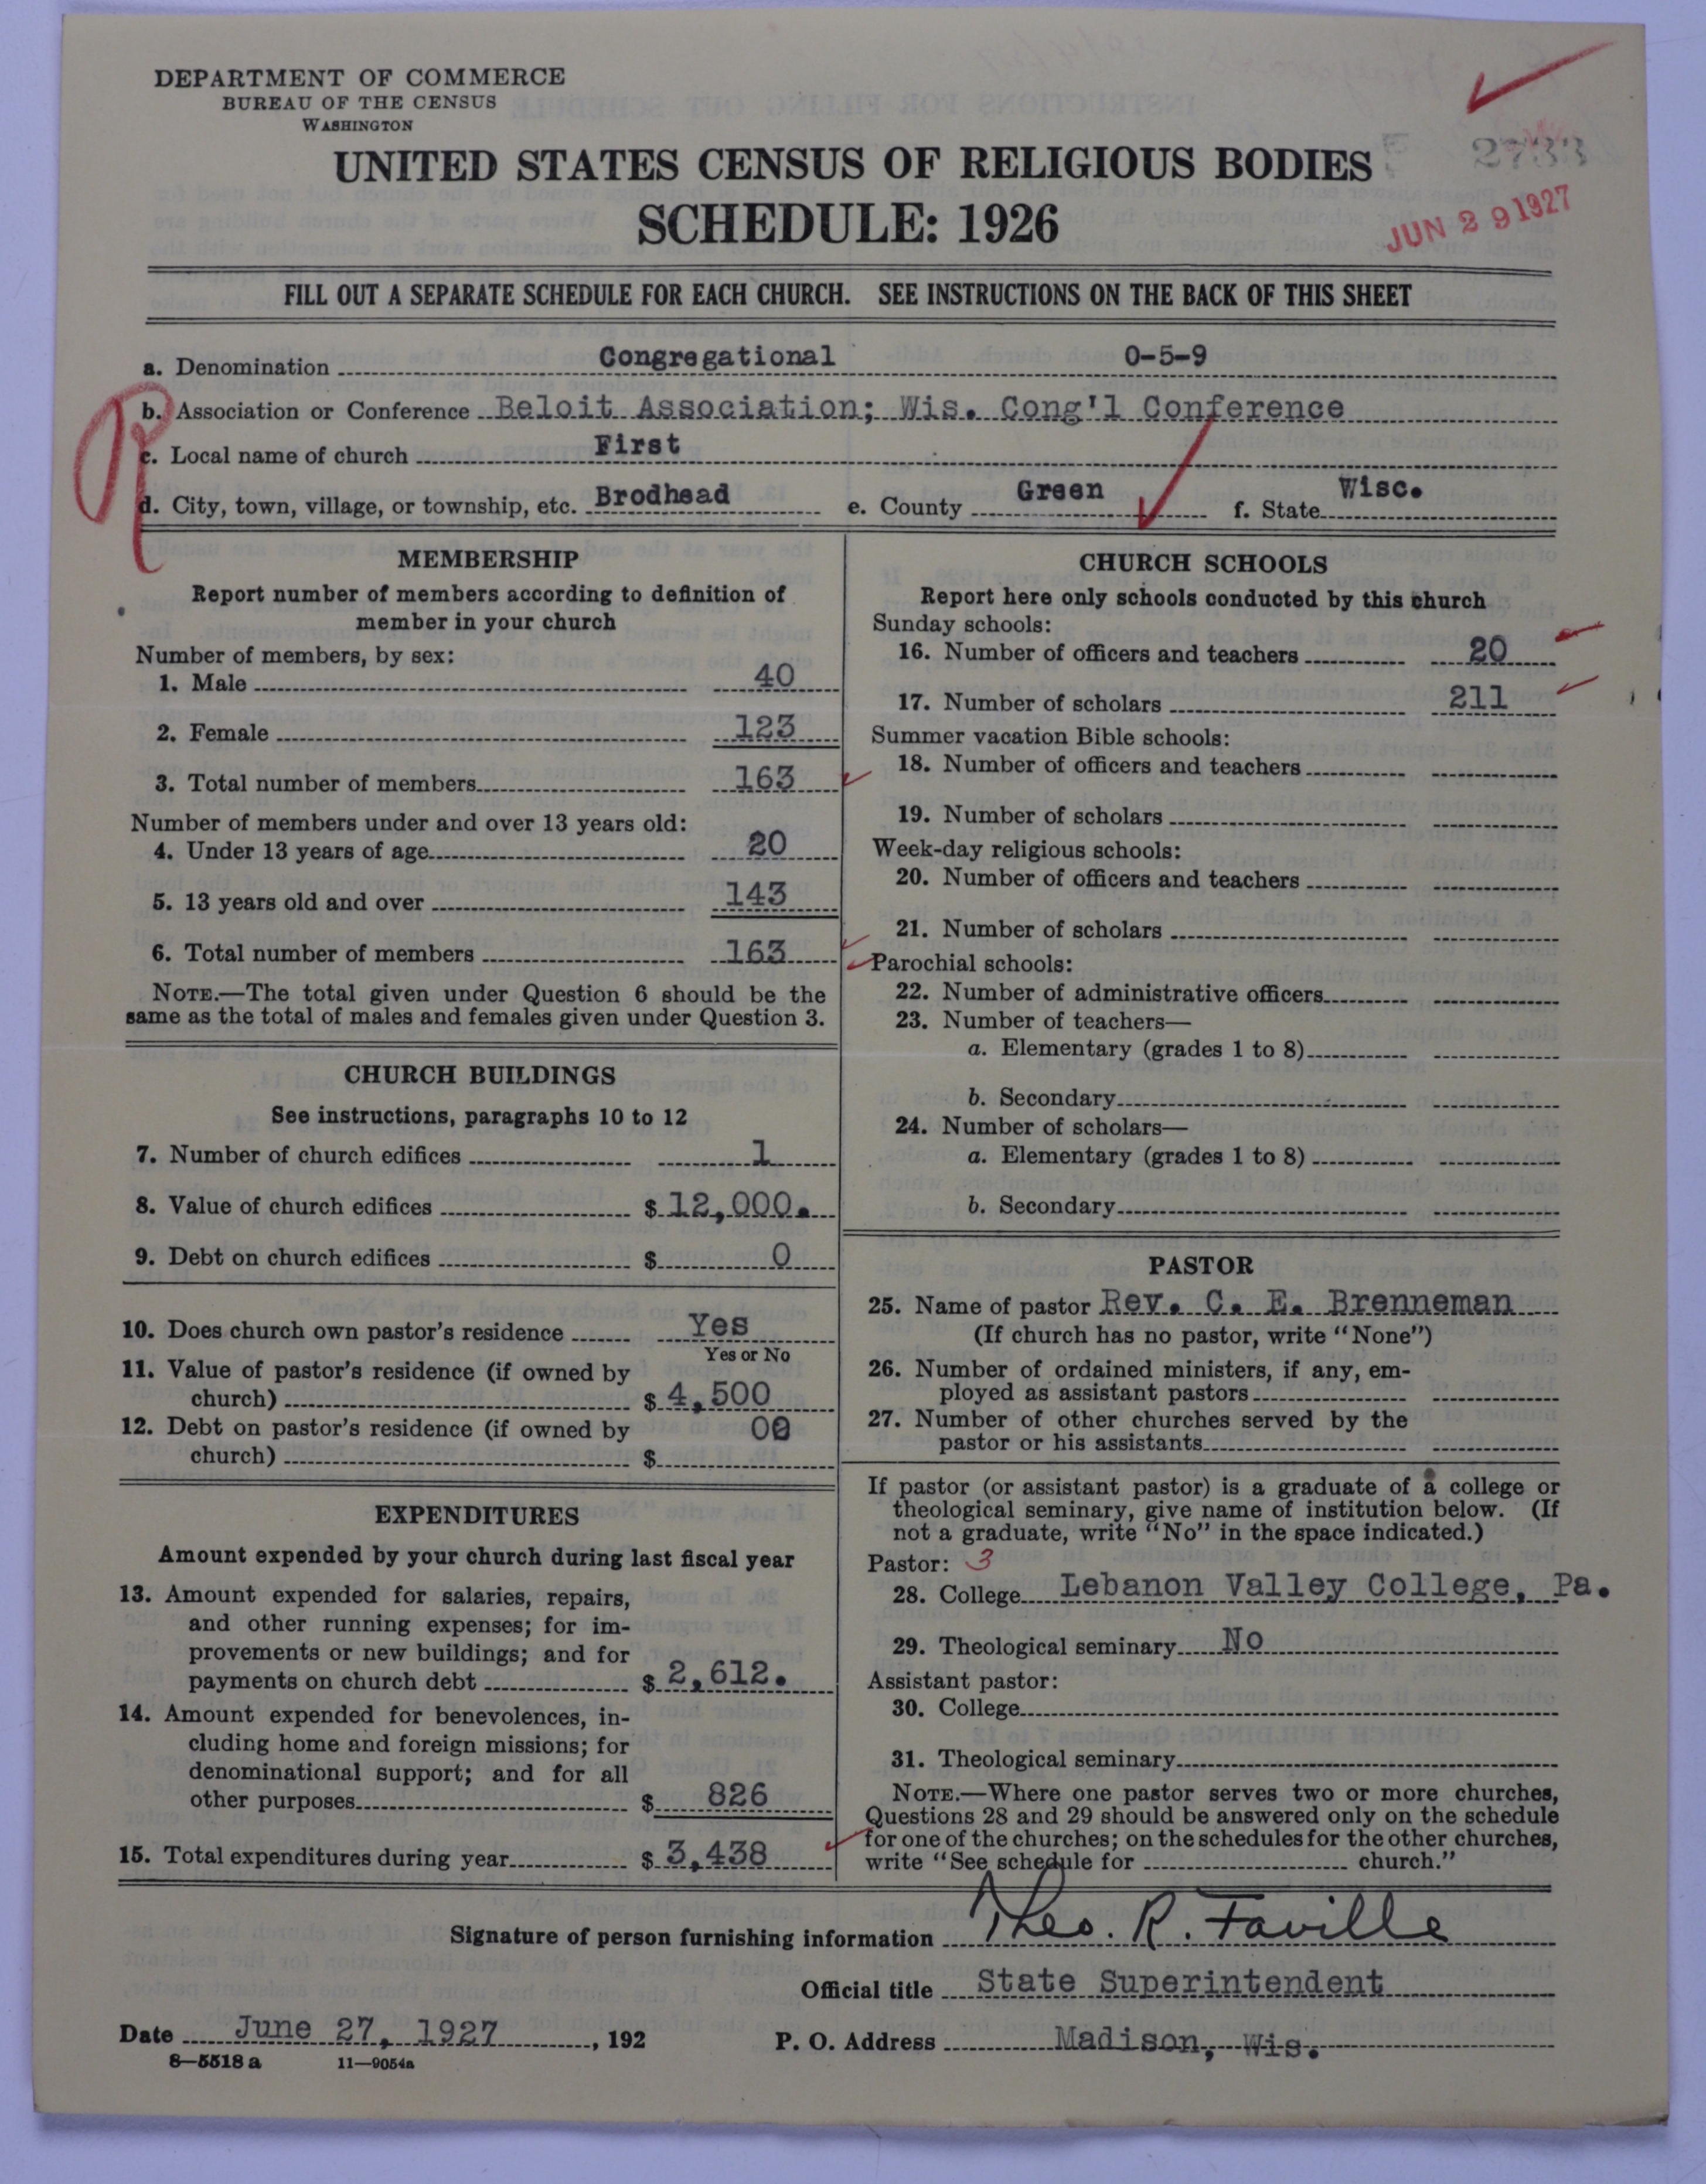 DEPARTMENT OF COMMERCE
BUREAU OF THE CENSUS
WASHINGTON
UNITED STATES CENSUS OF RELIGIOUS BODIES
SCHEDULE: 1926
2733
JUN 29 1927
FILL OUT A SEPARATE SCHEDULE FOR EACH CHURCH. SEE INSTRUCTIONS ON THE BACK OF THIS SHEET
a. Denomination Congregational 0-5-9
b. Association or Conference Beloit Association; Wis. Cong'l Conference
c. Local name of church First
d. City, town, village, or township, etc. Brodhead e. County Green f. State Wisc.
MEMBERSHIP
Report number of members according to definition of
member in your church
Number of members, by sex:
1. Male 40
2. Female 123
3. Total number of members 163
Number of members under and over 13 years old:
4. Under 13 years of age 20
5. 13 years old and over 143
6. Total number of members 163
NOTE.—The total given under Question 6 should be the
same as the total of males and females given under Question 3.
CHURCH BUILDINGS
See instructions, paragraphs 10 to 12
7. Number of church edifices 1
8. Value of church edifices $ 12,000.
9. Debt on church edifices $ 0
10. Does church own pastor's residence Yes
Yes or No
11. Value of pastor's residence (if owned by
church) $ 4,500
12. Debt on pastor's residence (if owned by 00
church) $
EXPENDITURES
Amount expended by your church during last fiscal year
13. Amount expended for salaries, repairs,
and other running expenses; for im-
provements or new buildings; and for
payments on church debt $ 2,612.
14. Amount expended for benevolences, in-
cluding home and foreign missions; for
denominational support; and for all
other purposes $ 826
15. Total expenditures during year $ 3,438
CHURCH SCHOOLS
Report here only schools conducted by this church
Sunday schools:
16. Number of officers and teachers 20
17. Number of scholars 211
Summer vacation Bible schools:
18. Number of officers and teachers
19. Number of scholars
Week-day religious schools:
20. Number of officers and teachers
21. Number of scholars
Parochial schools:
22. Number of administrative officers
23. Number of teachers—
a. Elementary (grades 1 to 8)
b. Secondary
24. Number of scholars—
a. Elementary (grades 1 to 8)
b. Secondary
PASTOR
25. Name of pastor Rev. C. E. Brenneman
(If church has no pastor, write "None")
26. Number of ordained ministers, if any, em-
ployed as assistant pastors
27. Number of other churches served by the
pastor or his assistants
If pastor (or assistant pastor) is a graduate of a college or
theological seminary, give name of institution below. (If
not a graduate, write "No" in the space indicated.)
Pastor: 3
28. College Lebanon Valley College, Pa.
29. Theological seminary No
Assistant pastor:
30. College
31. Theological seminary
NOTE.—Where one pastor serves two or more churches,
Questions 28 and 29 should be answered only on the schedule
for one of the churches; on the schedules for the other churches,
write "See schedule for church."
Signature of person furnishing information Theo. R. Faville
Official title State Superintendent
Date June 27, 1927, 192 P. O. Address Madison, Wis.
8—5518 a 11—9054a